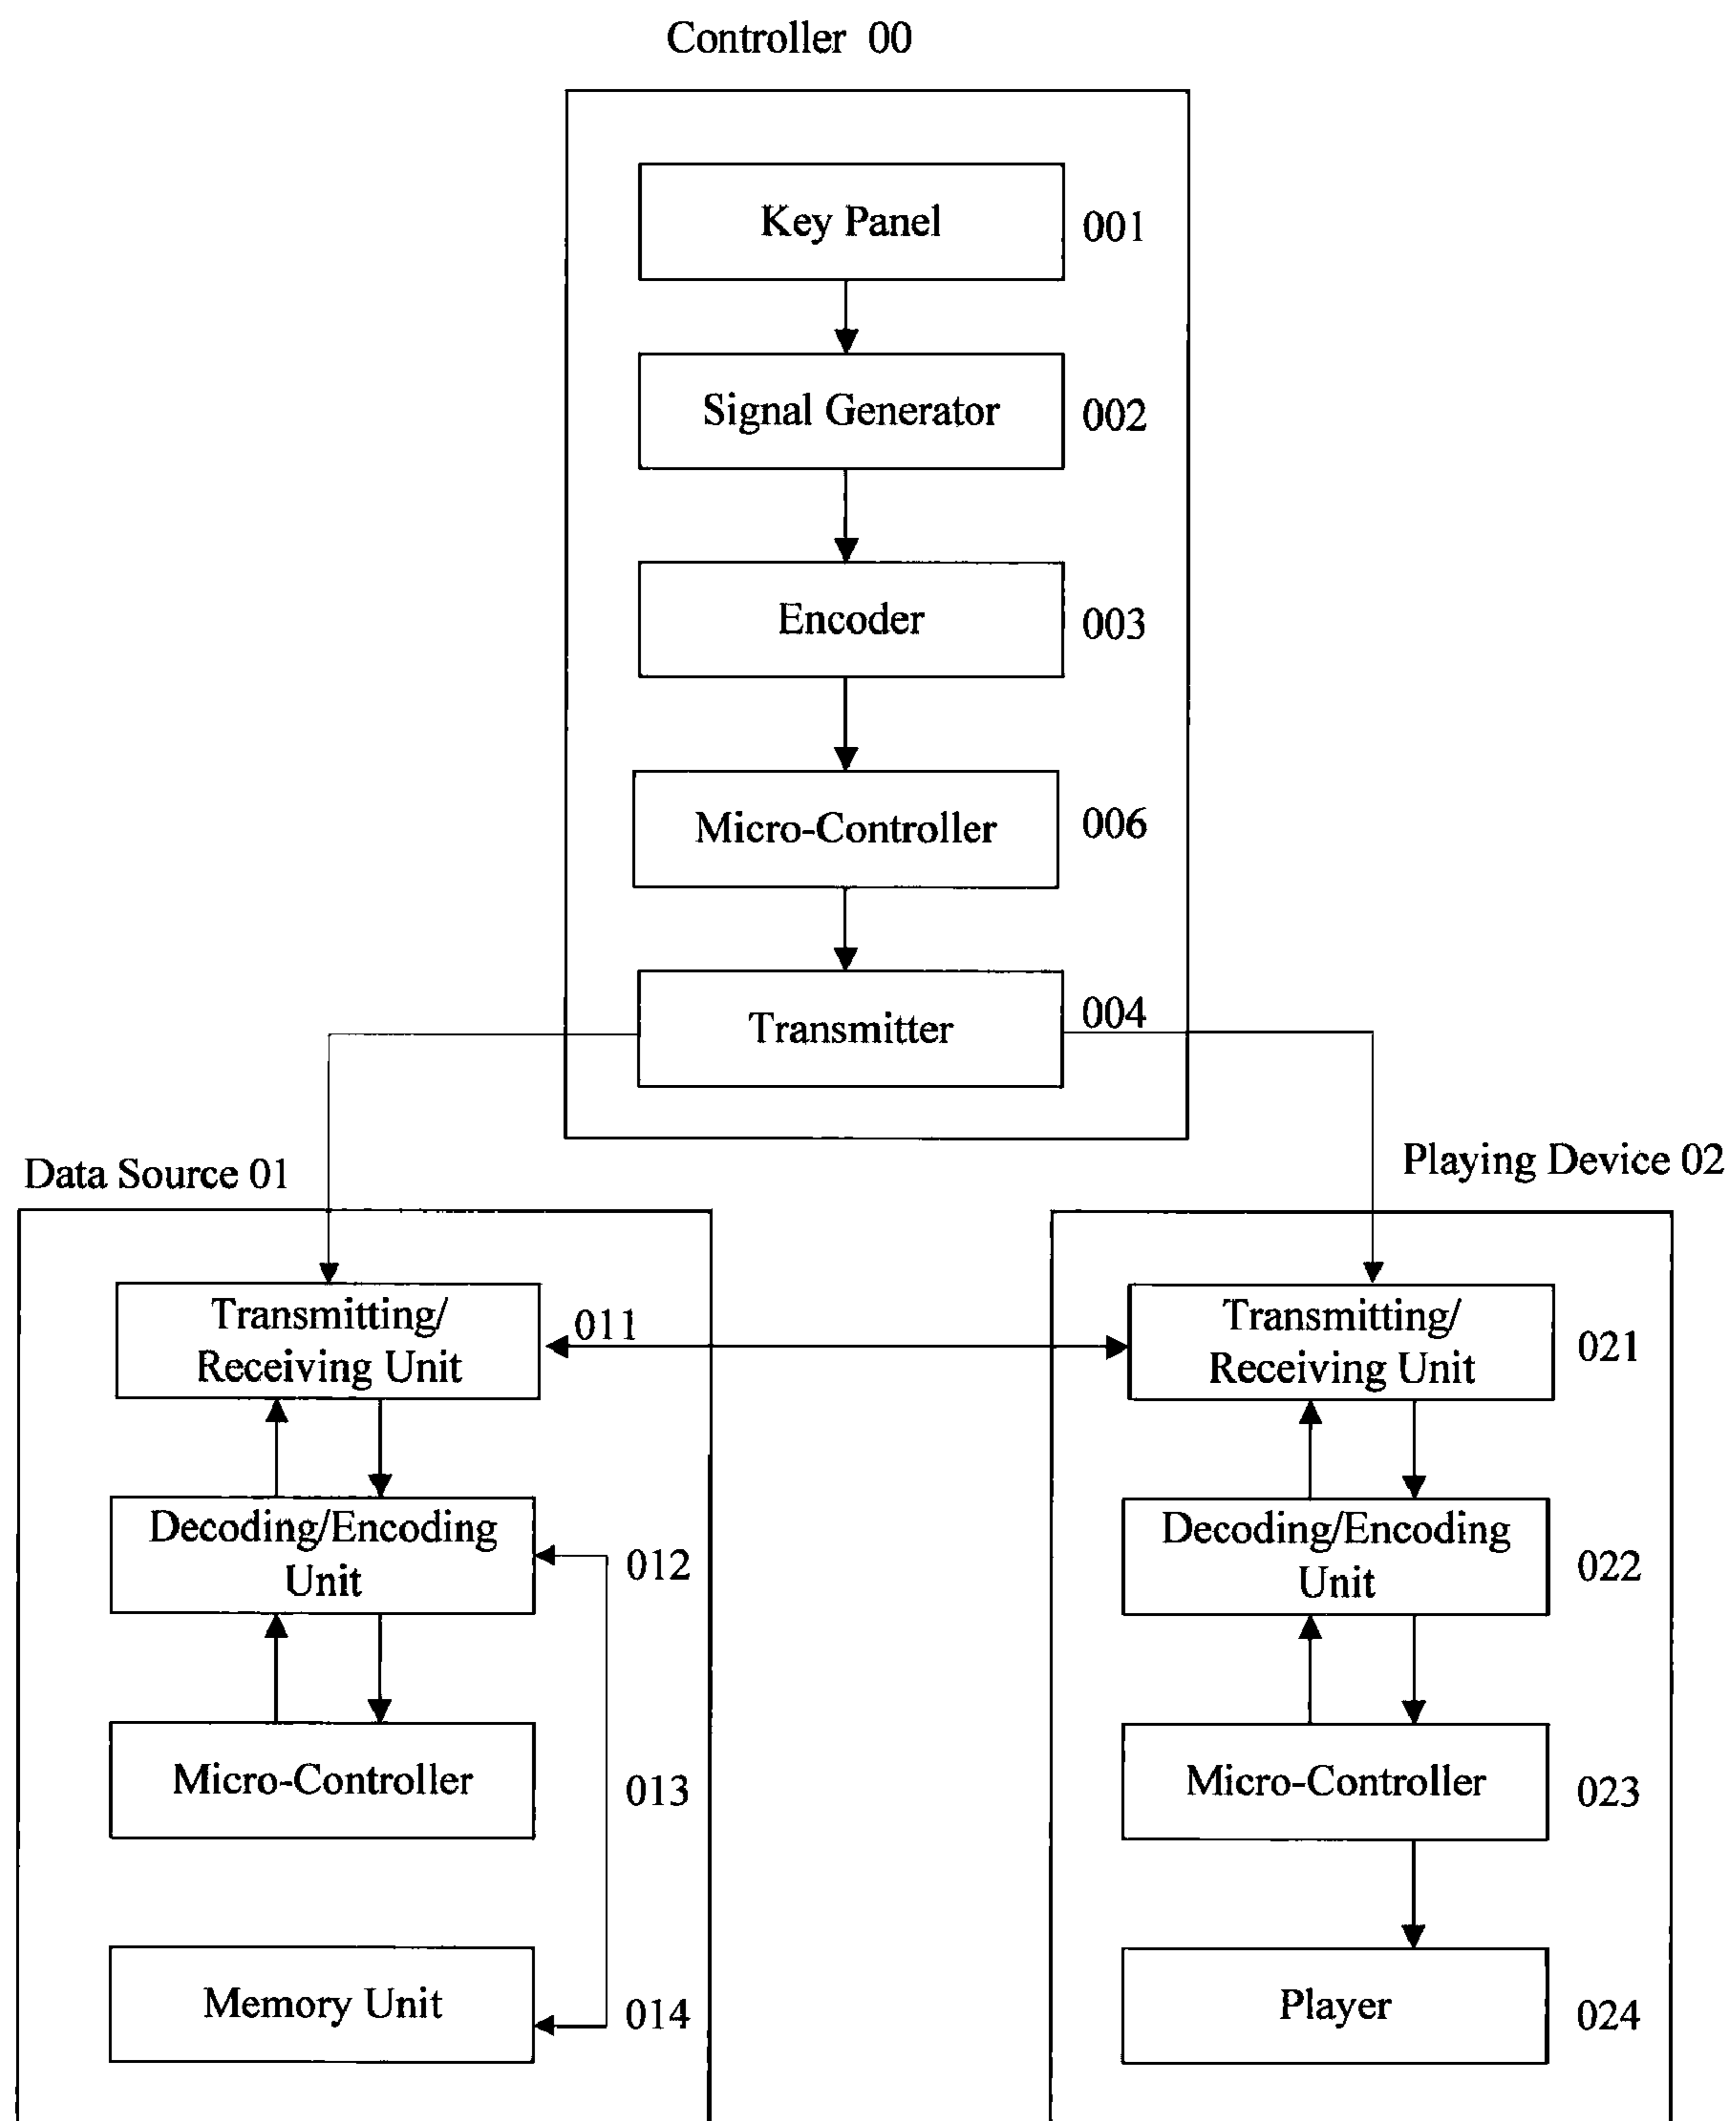 Controller 00
Key Panel 001
Signal Generator 002
Encoder 003
Micro-Controller 006
Transmitter 004
Data Source 01
Playing Device 02
Transmitting/
Receiving Unit
011
Transmitting/
Receiving Unit
021
Decoding/Encoding
Unit
012
Decoding/Encoding
Unit
022
Micro-Controller 013
Micro-Controller 023
Memory Unit 014
Player 024